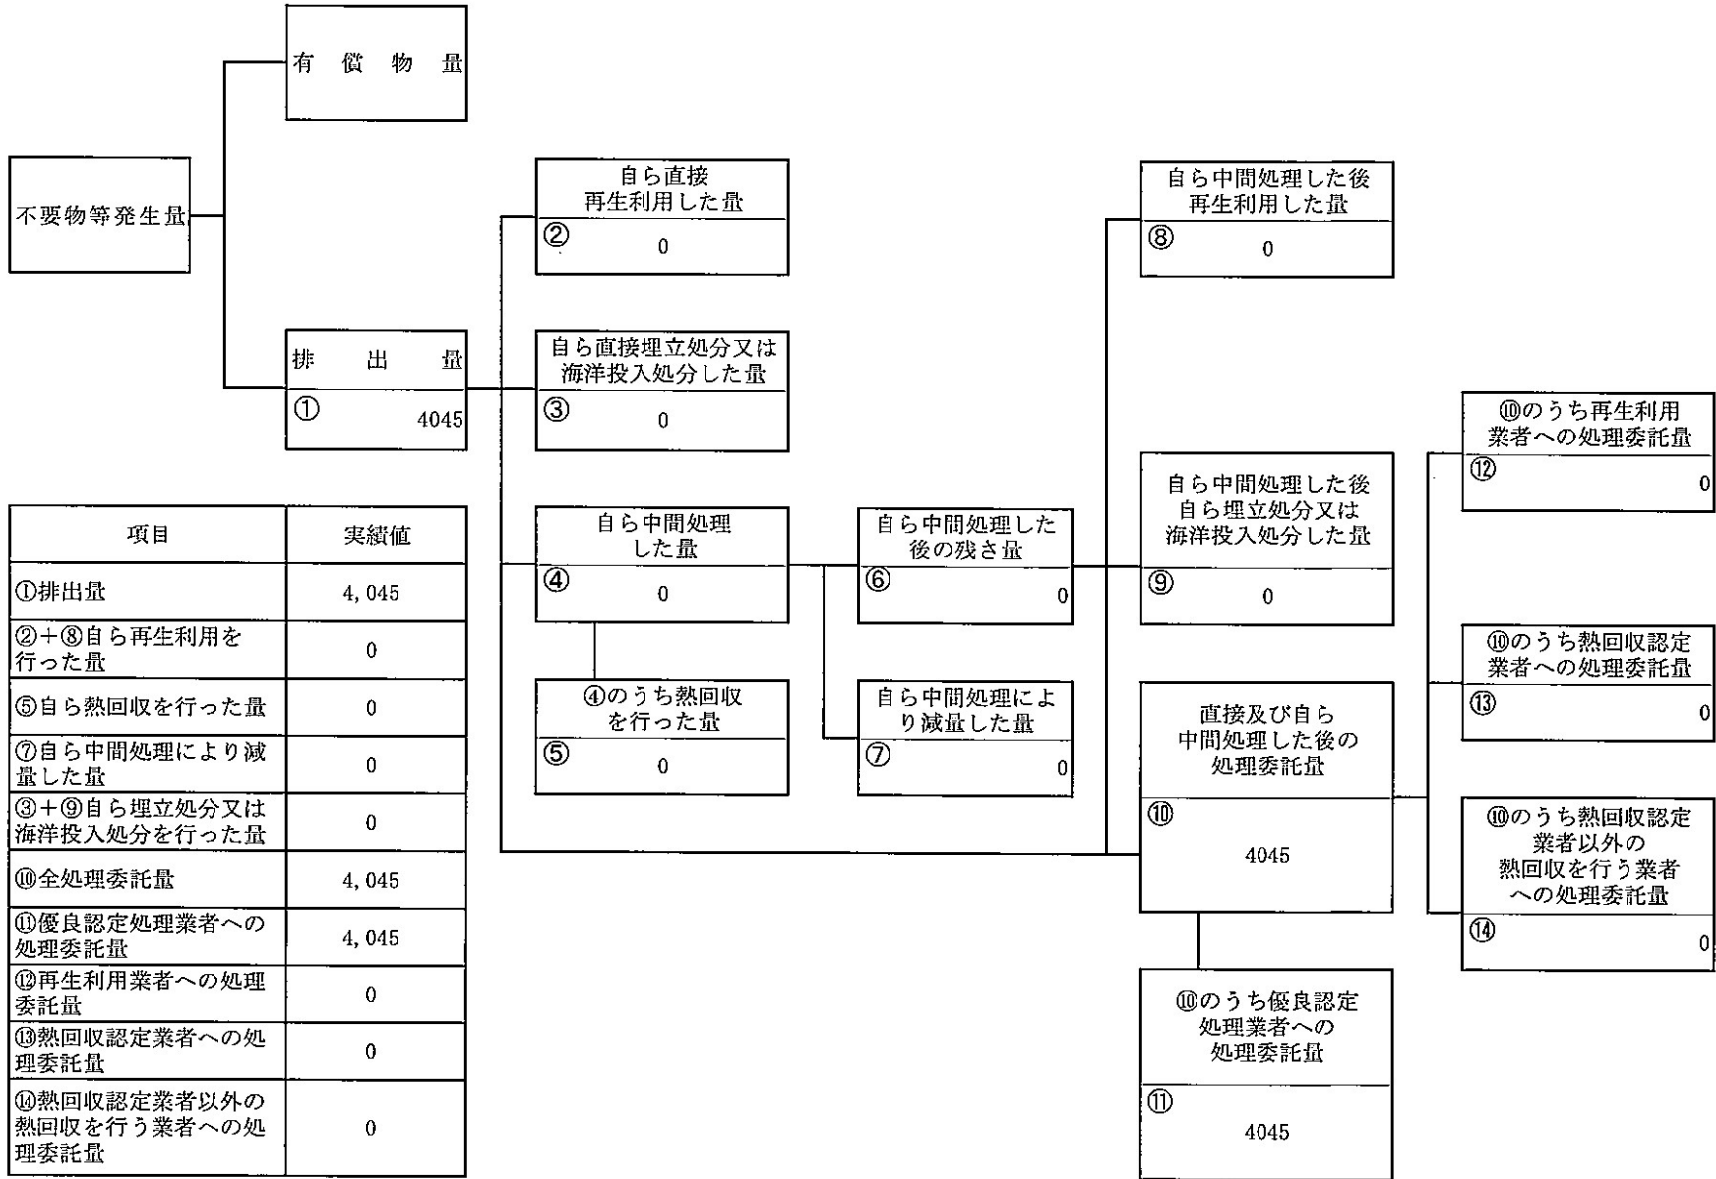 有償物量
不要物等発生量
排出量
① 4045
自ら直接
再生利用した量
② 0
自ら直接埋立処分又は
海洋投入処分した量
③ 0
自ら中間処理
した量
④ 0
④のうち熱回収
を行った量
⑤ 0
自ら中間処理した
後の残さ量
⑥ 0
自ら中間処理によ
り減量した量
⑦ 0
自ら中間処理した後
再生利用した量
⑧ 0
自ら中間処理した後
自ら埋立処分又は
海洋投入処分した量
⑨ 0
直接及び自ら
中間処理した後の
処理委託量
⑩
4045
⑩のうち優良認定
処理業者への
処理委託量
⑪
4045
⑩のうち再生利用
業者への処理委託量
⑫ 0
⑩のうち熱回収認定
業者への処理委託量
⑬ 0
⑩のうち熱回収認定
業者以外の
熱回収を行う業者
への処理委託量
⑭ 0
項目 実績値
①排出量 4,045
②+⑧自ら再生利用を
行った量 0
⑤自ら熱回収を行った量 0
⑦自ら中間処理により減
量した量 0
③+⑨自ら埋立処分又は
海洋投入処分を行った量 0
⑩全処理委託量 4,045
⑪優良認定処理業者への
処理委託量 4,045
⑫再生利用業者への処理
委託量 0
⑬熱回収認定業者への処
理委託量 0
⑭熱回収認定業者以外の
熱回収を行う業者への処
理委託量 0